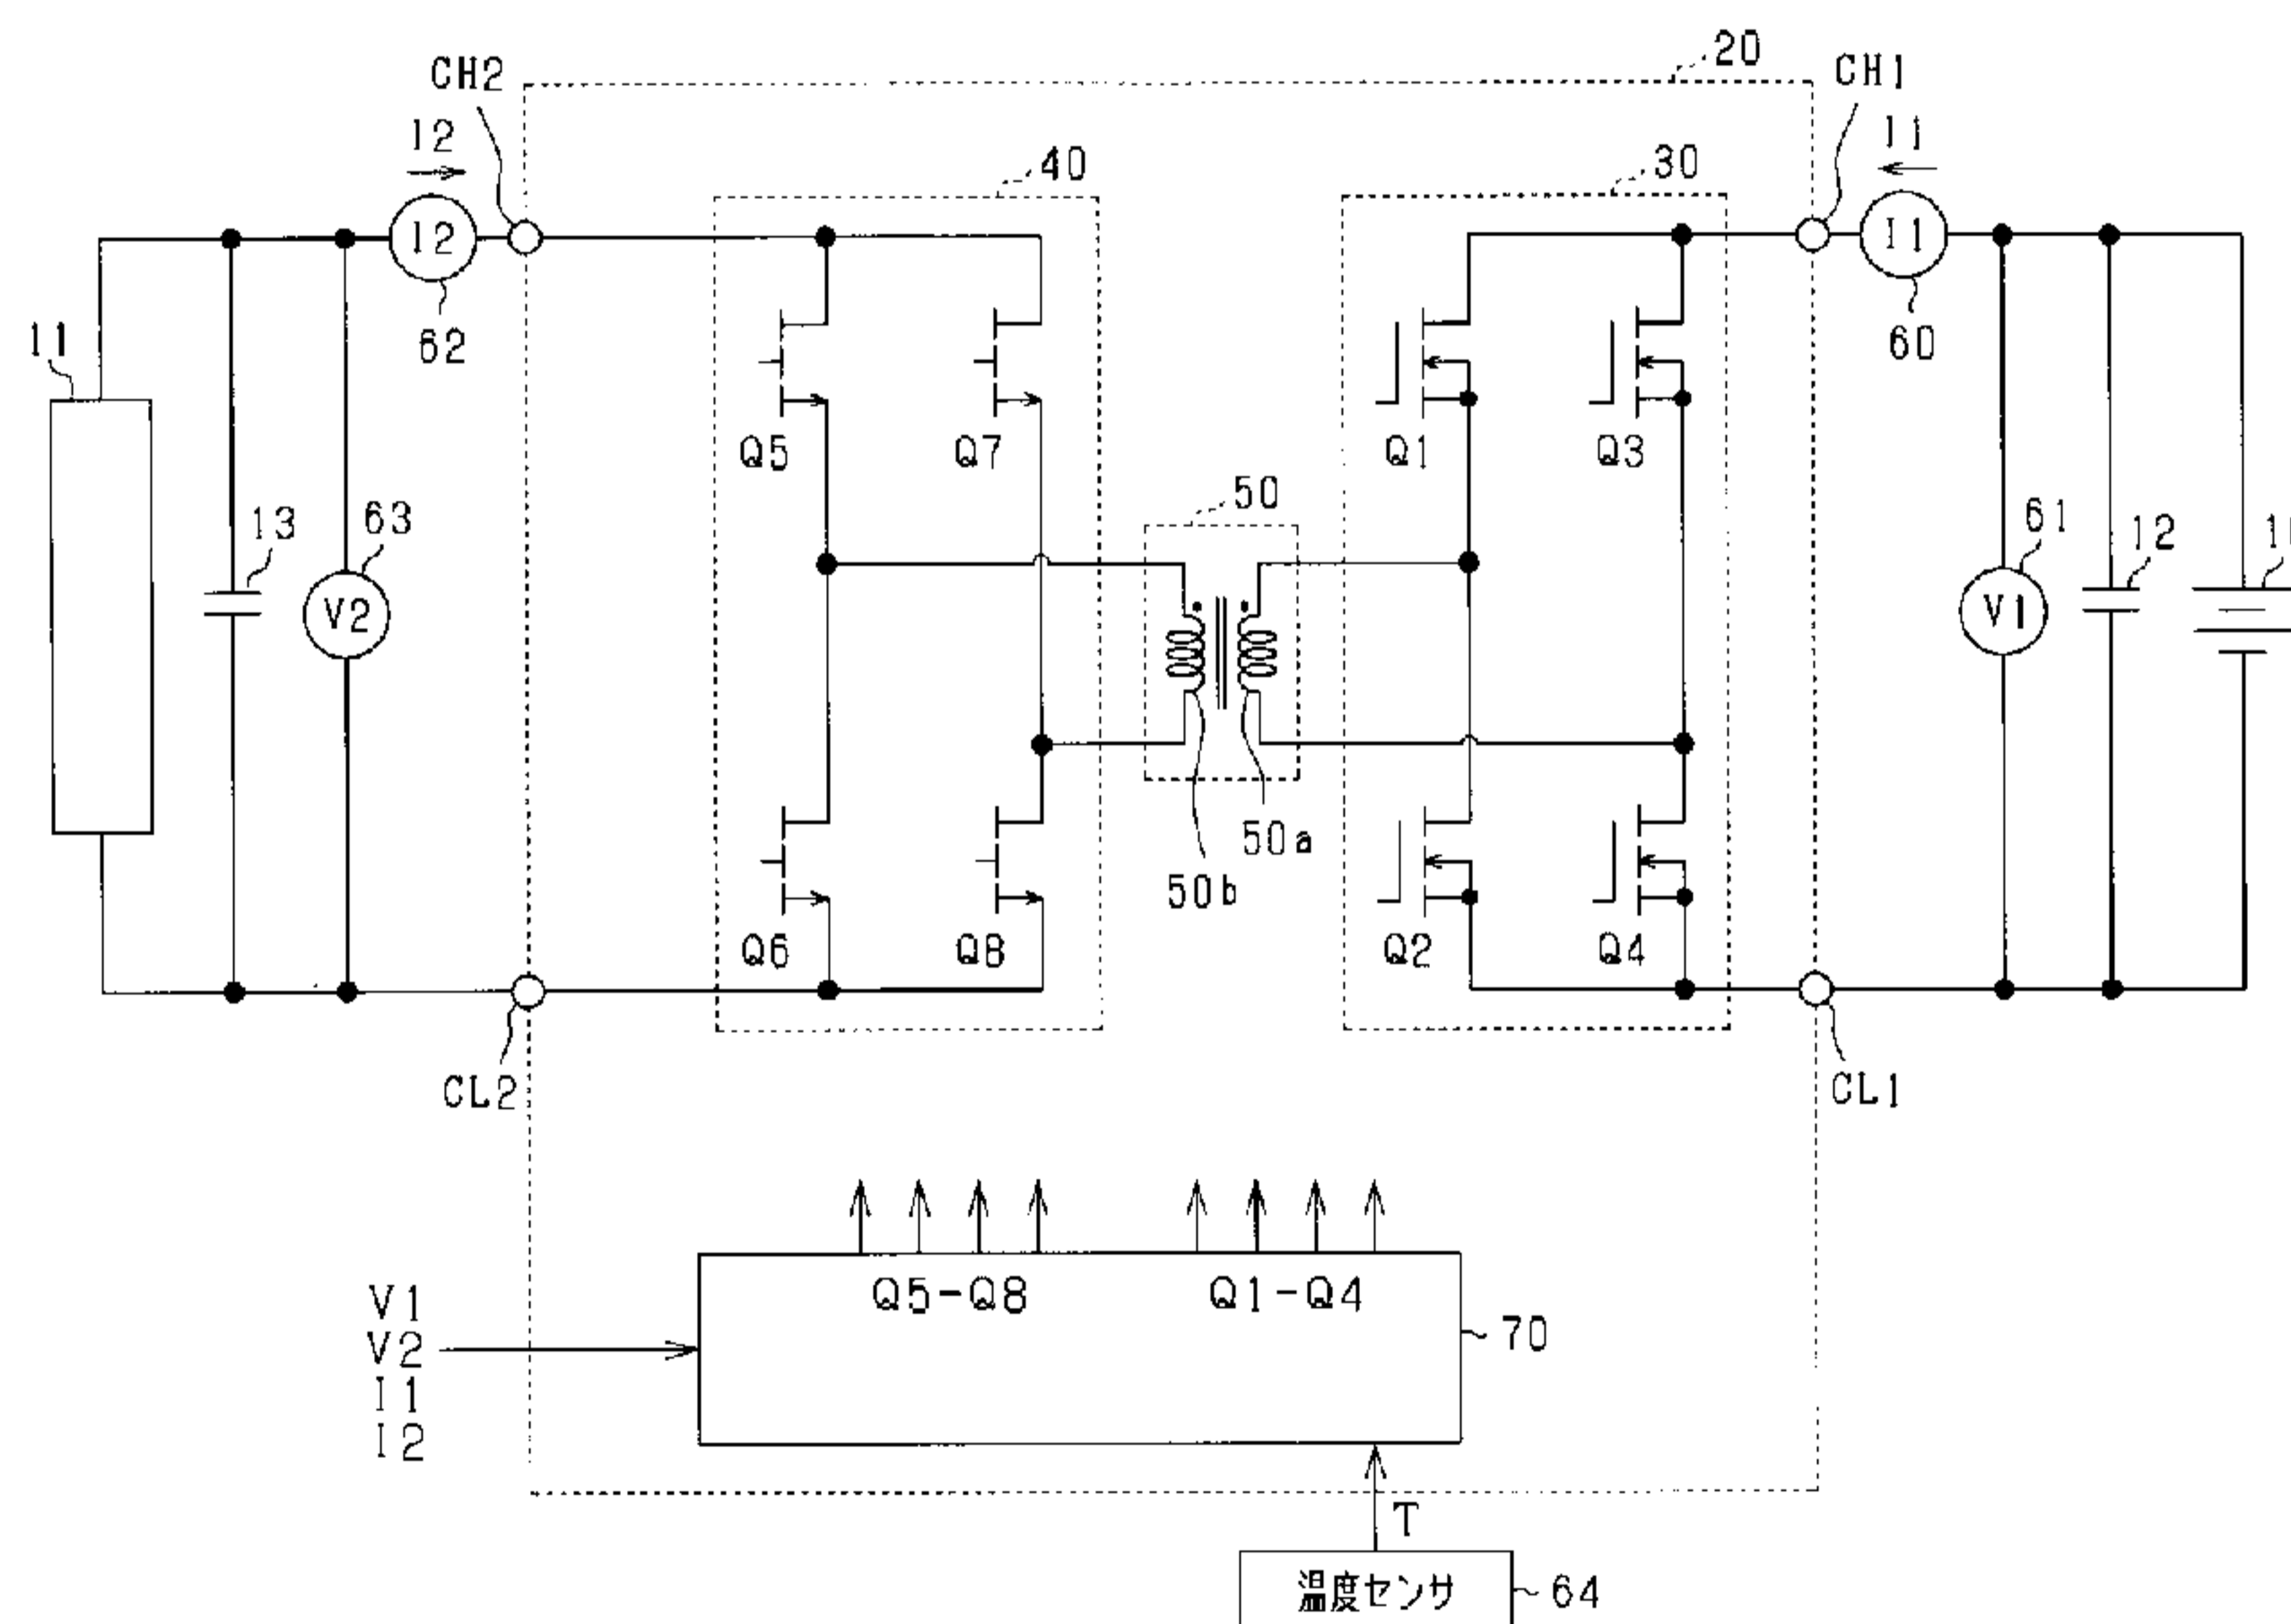 20
CH2
CH1
I2
I1
40
30
I2
I1
62
60
11
Q5
Q7
Q1
Q3
50
13
63
61
12
V2
V1
50a
50b
Q6
Q8
Q2
Q4
CL2
CL1
Q5-Q8
Q1-Q4
V1
V2
I1
I2
70
T
温度センサ
64